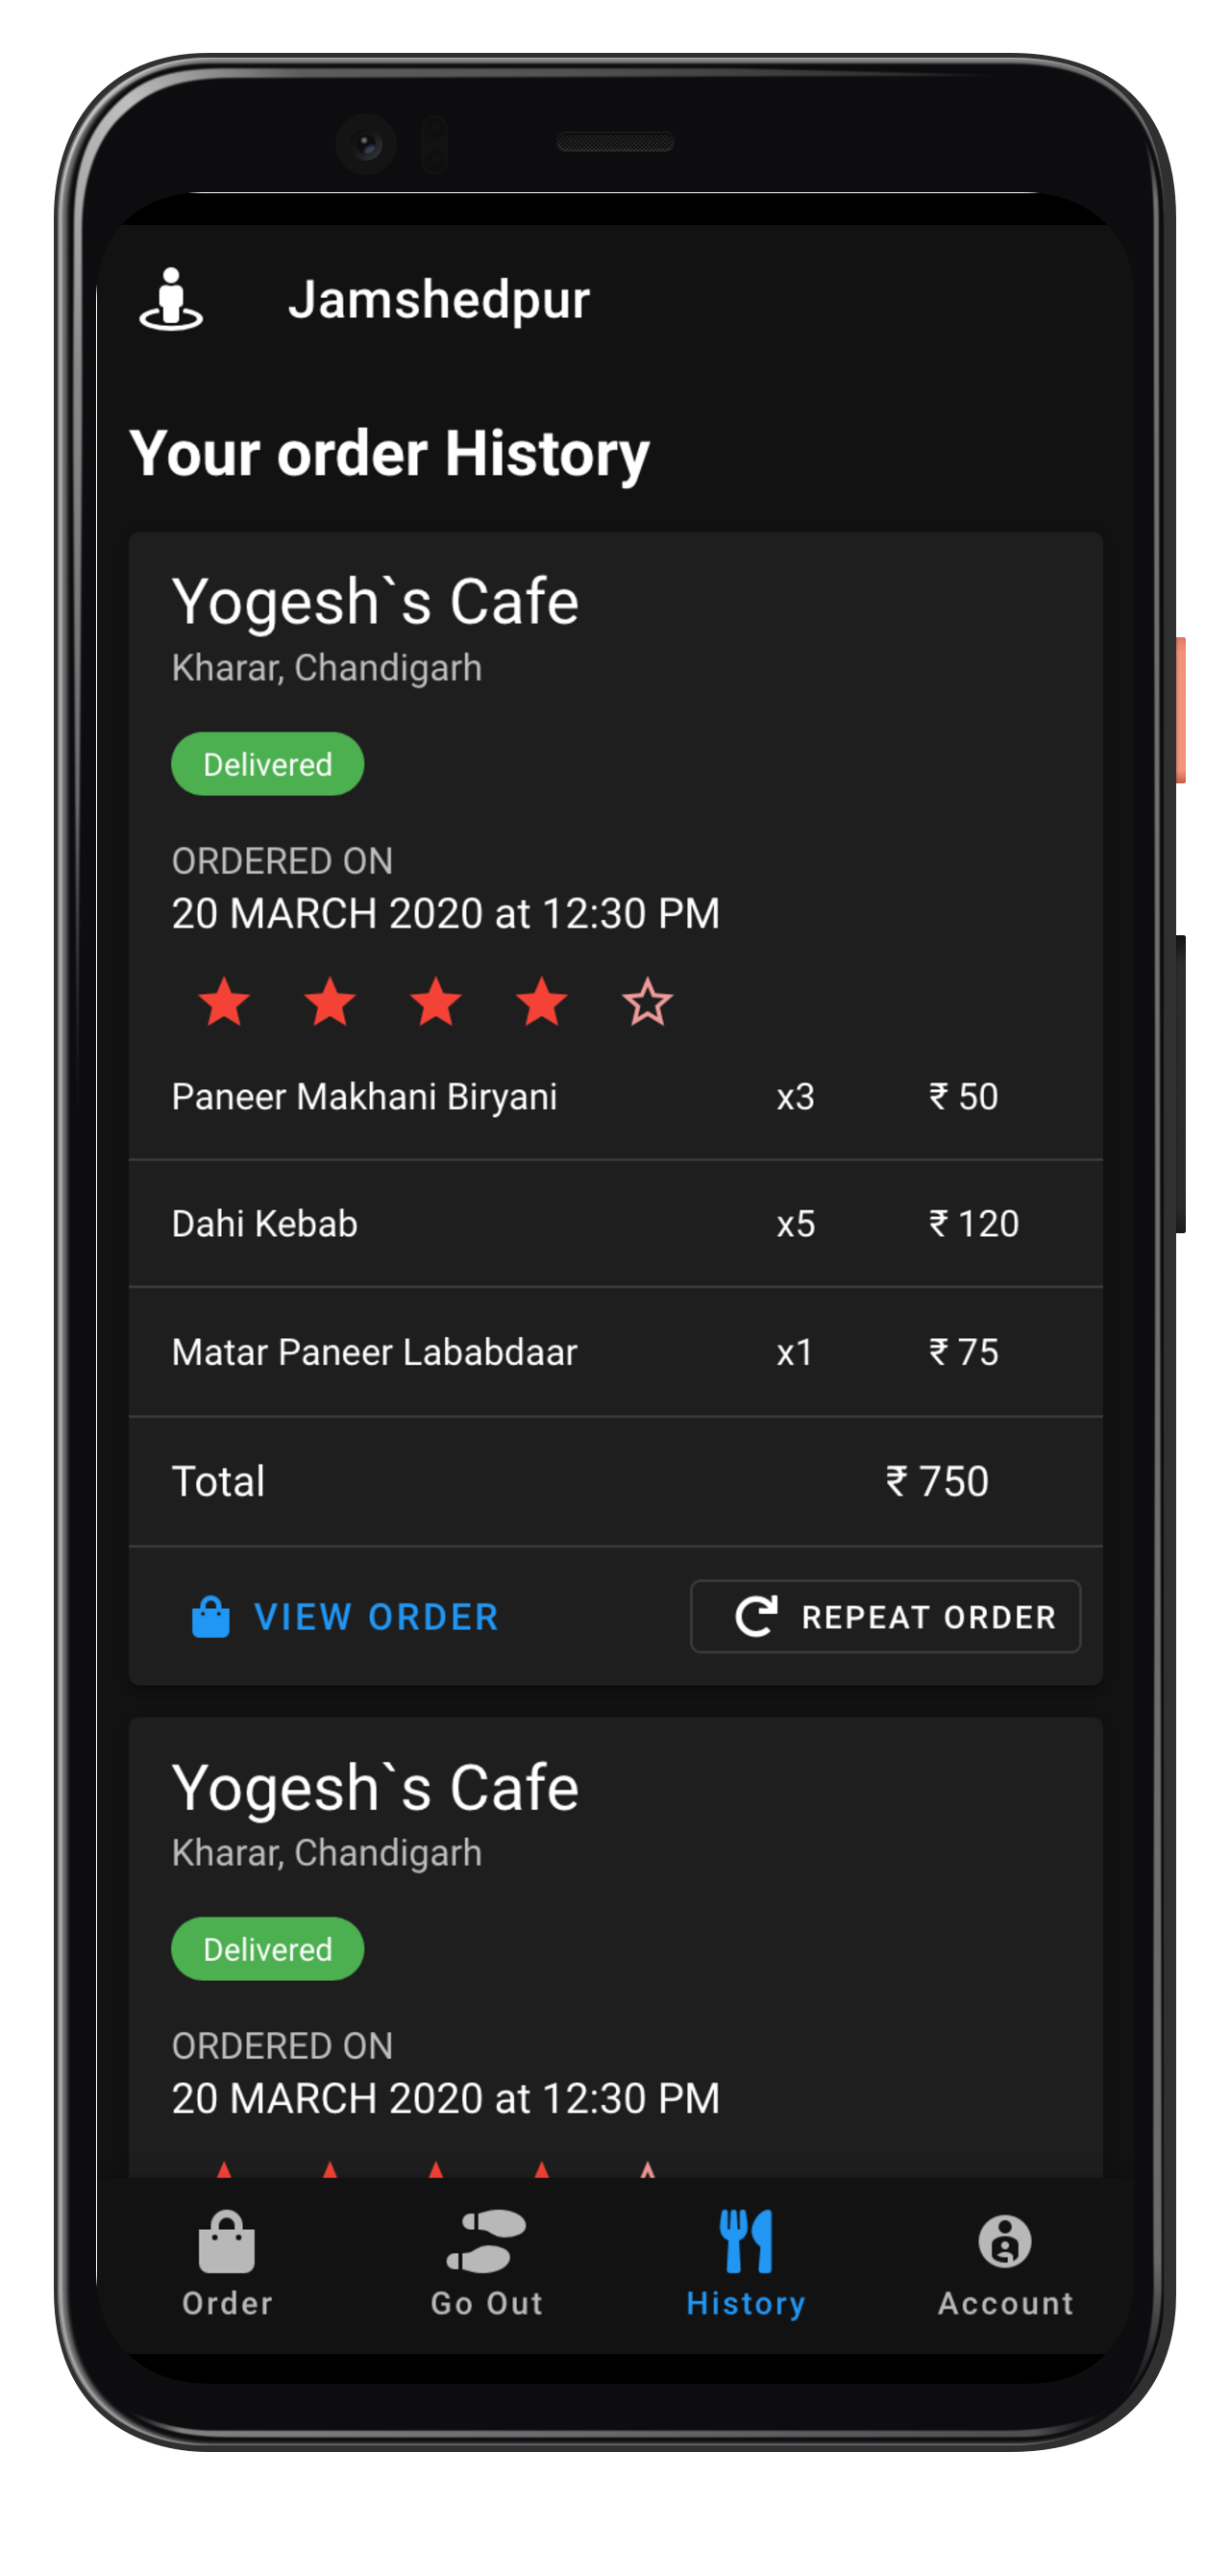 Jamshedpur
Your order History
Yogesh`s Cafe
Kharar, Chandigarh
Delivered
ORDERED ON
20 MARCH 2020 at 12:30 PM
Paneer Makhani Biryani x3 ₹ 50
Dahi Kebab x5 ₹ 120
Matar Paneer Lababdaar x1 ₹ 75
Total ₹ 750
VIEW ORDER REPEAT ORDER
Yogesh`s Cafe
Kharar, Chandigarh
Delivered
ORDERED ON
20 MARCH 2020 at 12:30 PM
Order Go Out History Account